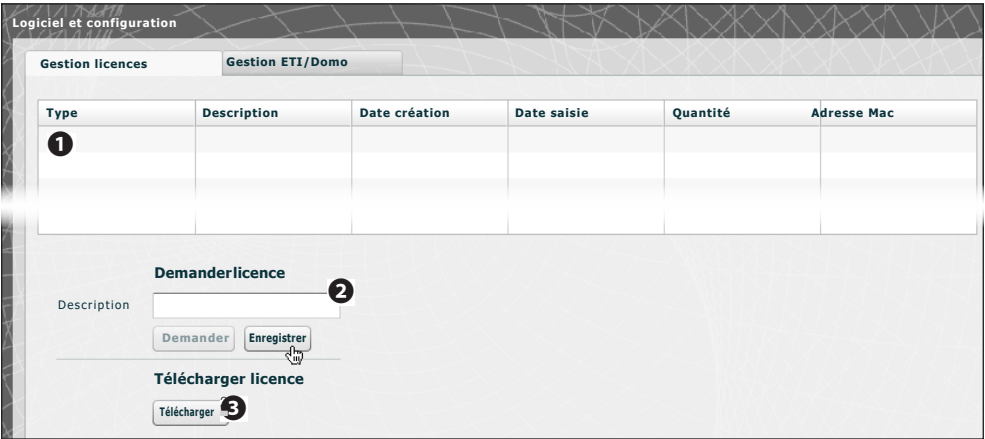 Logiciel et configuration
Gestion licences Gestion ETI/Domo
Type Description Date création Date saisie Quantité Adresse Mac
1
Demanderlicence
2
Description
Demander Enregistrer
Télécharger licence
Télécharger 3